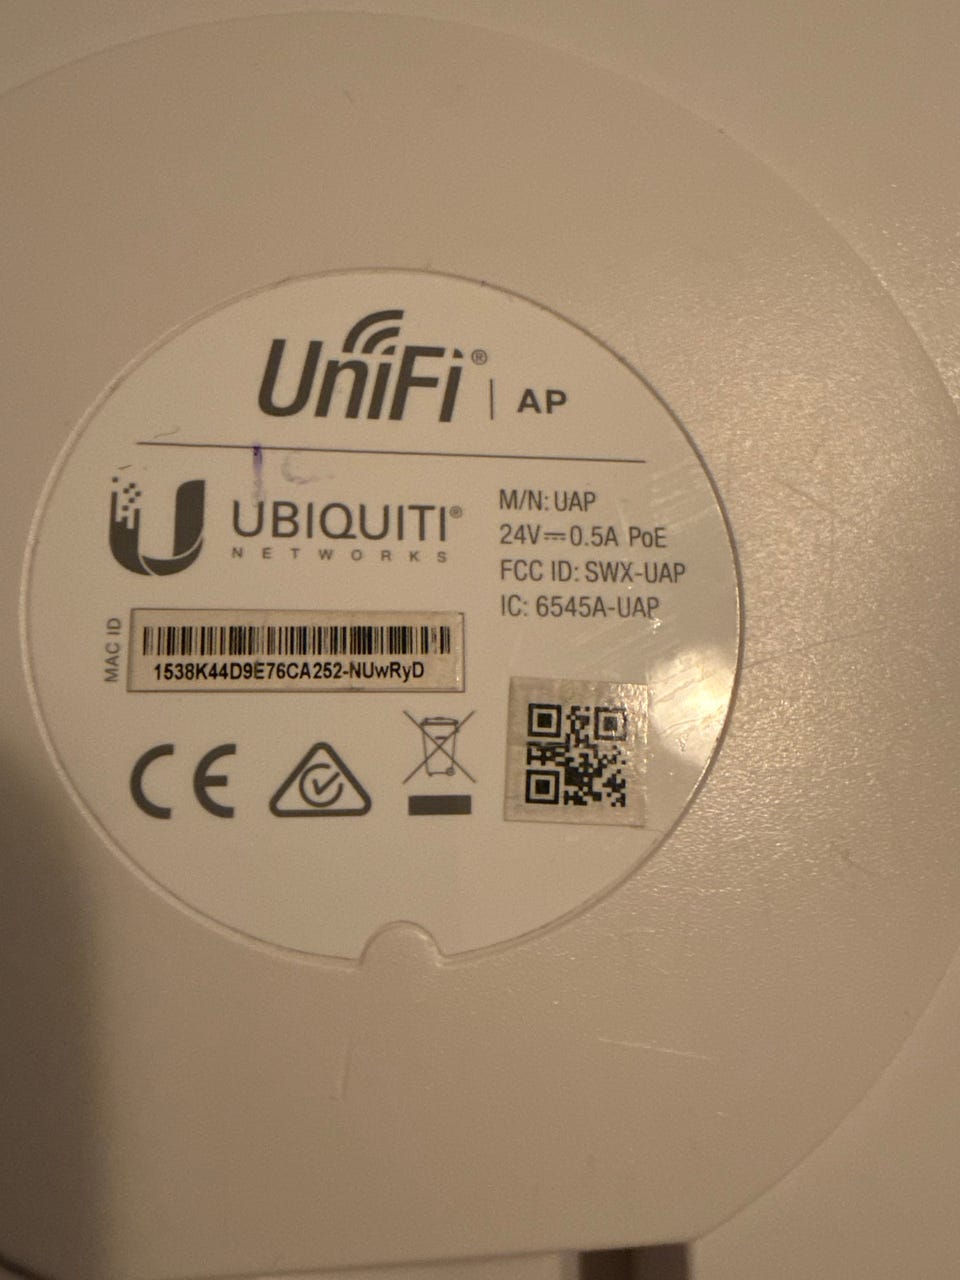 UniFi® | AP
UBIQUITI®
NETWORKS
M/N: UAP
24V⎓0.5A PoE
FCC ID: SWX-UAP
IC: 6545A-UAP
MAC ID
1538K44D9E76CA252-NUwRyD
CE